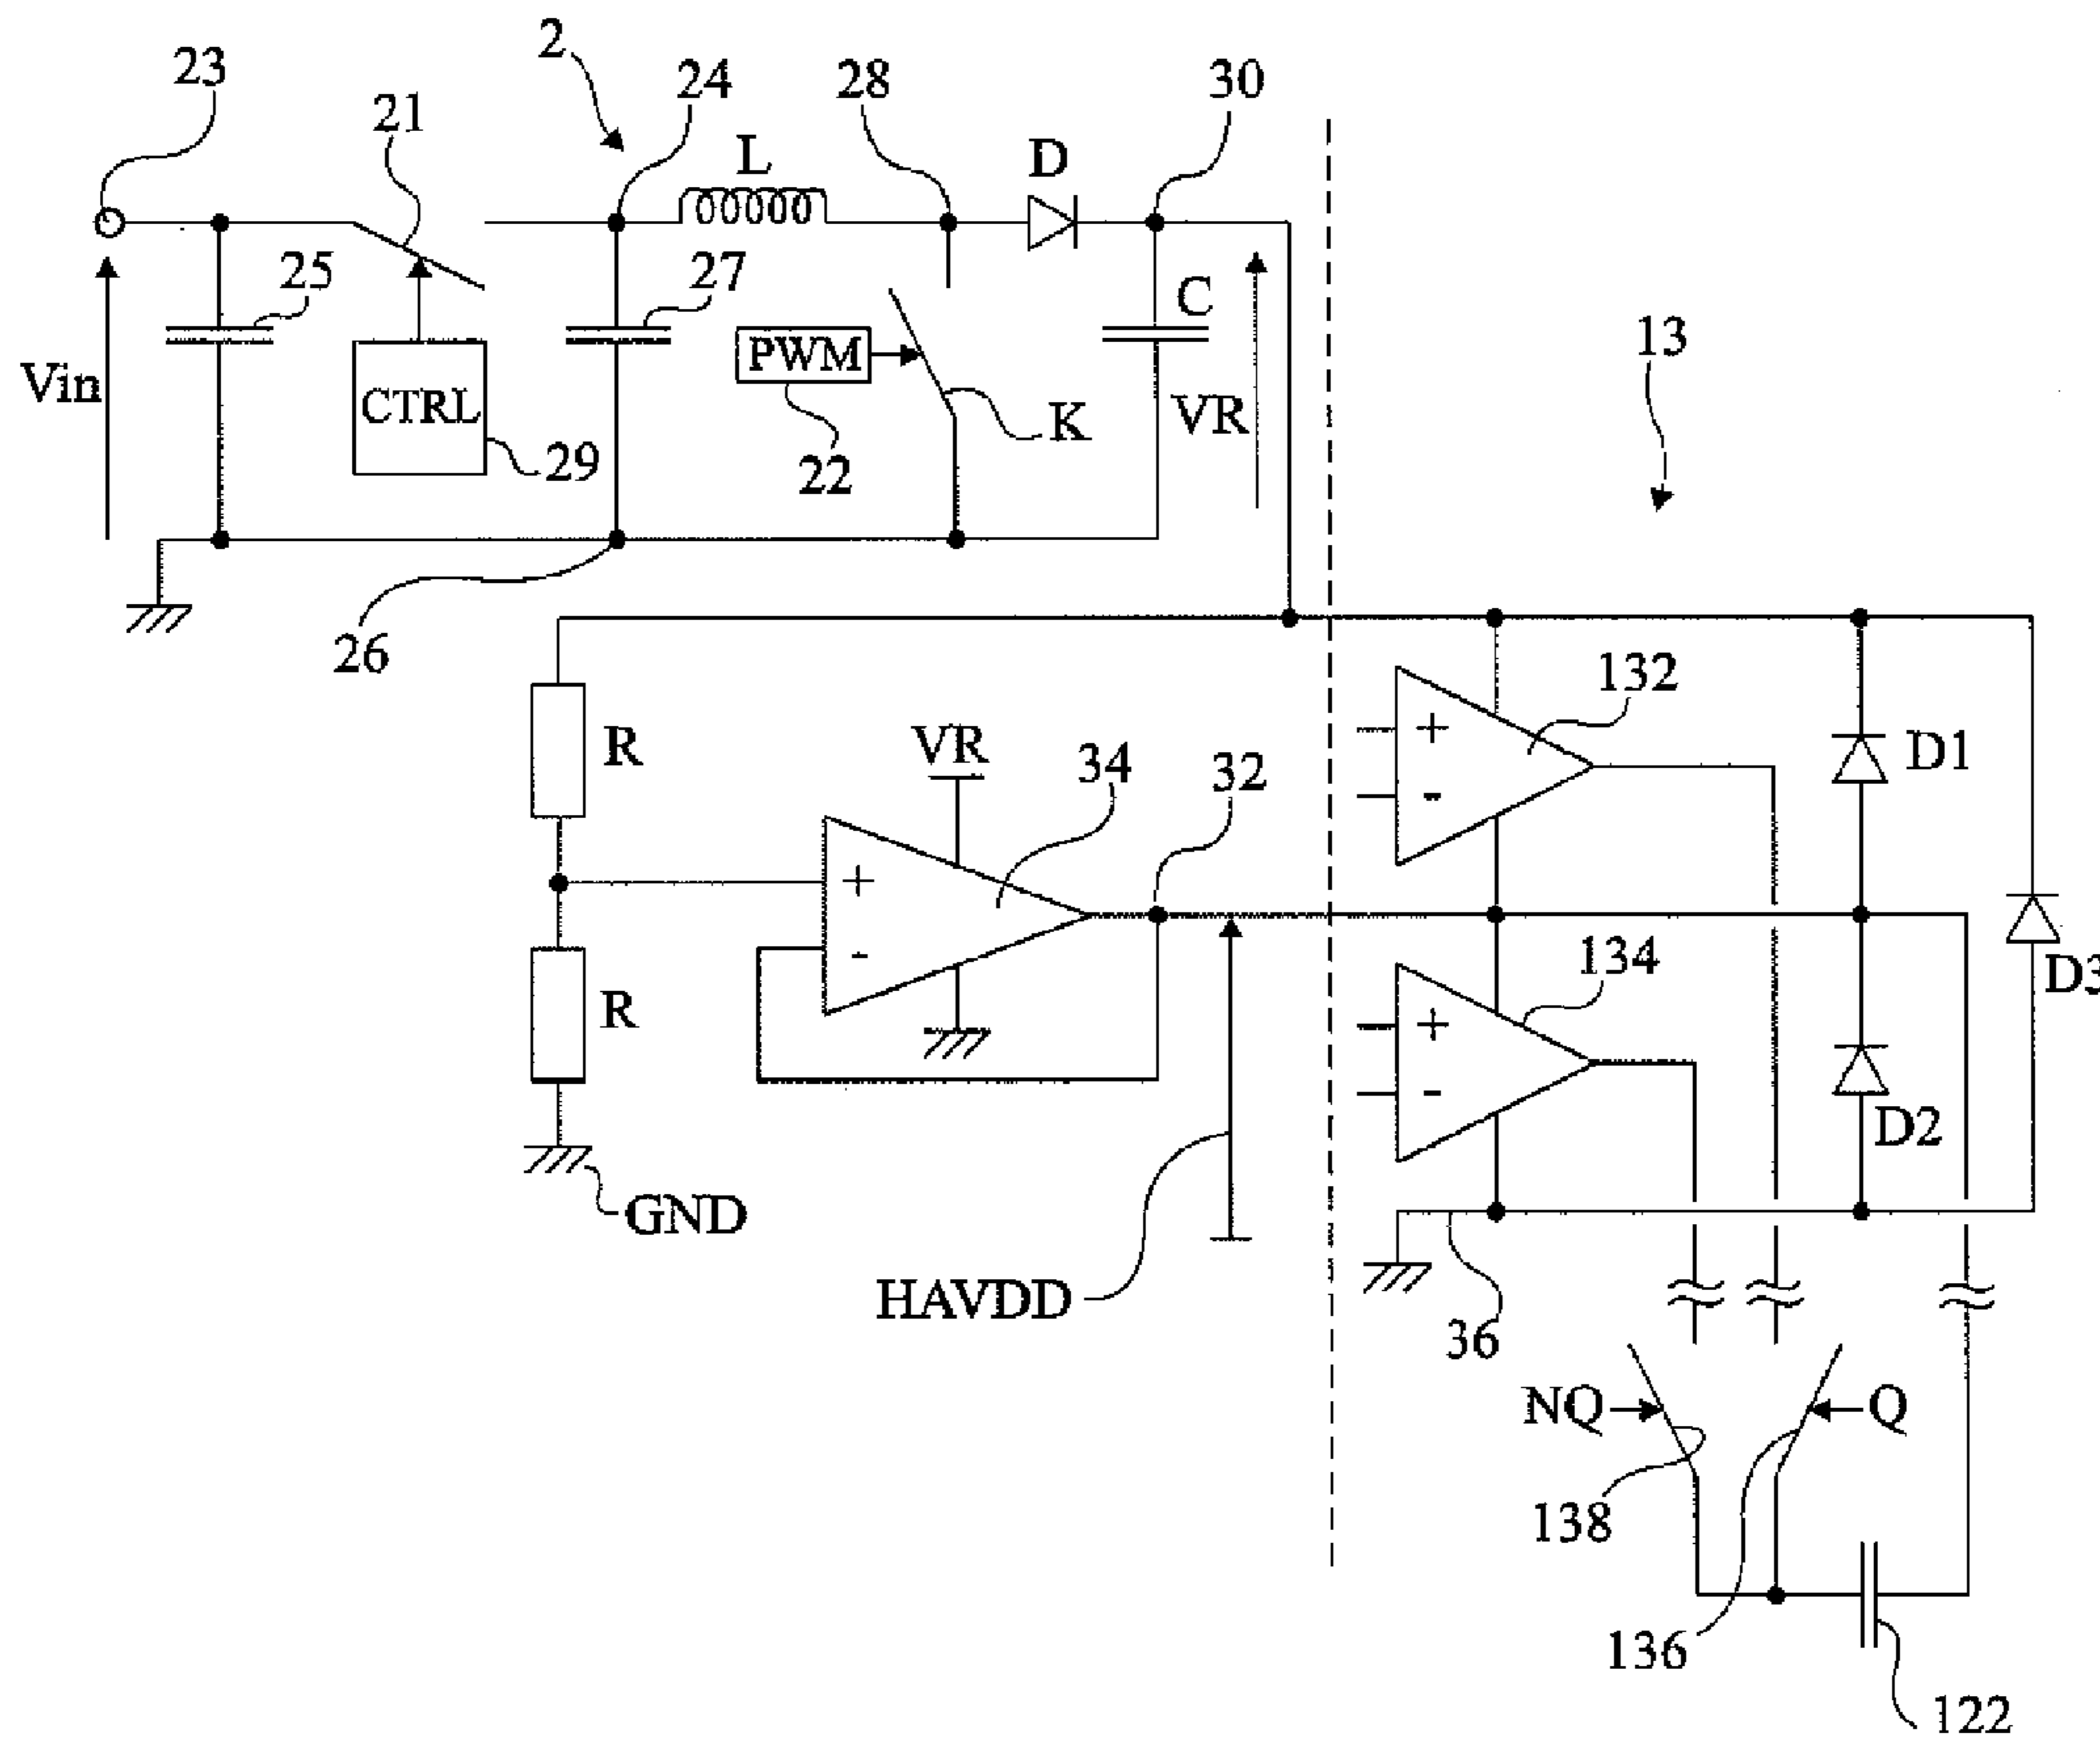 2
23
21
24
28
30
L
D
25
27
C
13
Vin
CTRL
PWM
K
VR
29
22
26
132
R
VR
34
32
+
-
D1
+
-
134
D3
R
+
-
D2
GND
HAVDD
36
NQ
Q
138
136
122